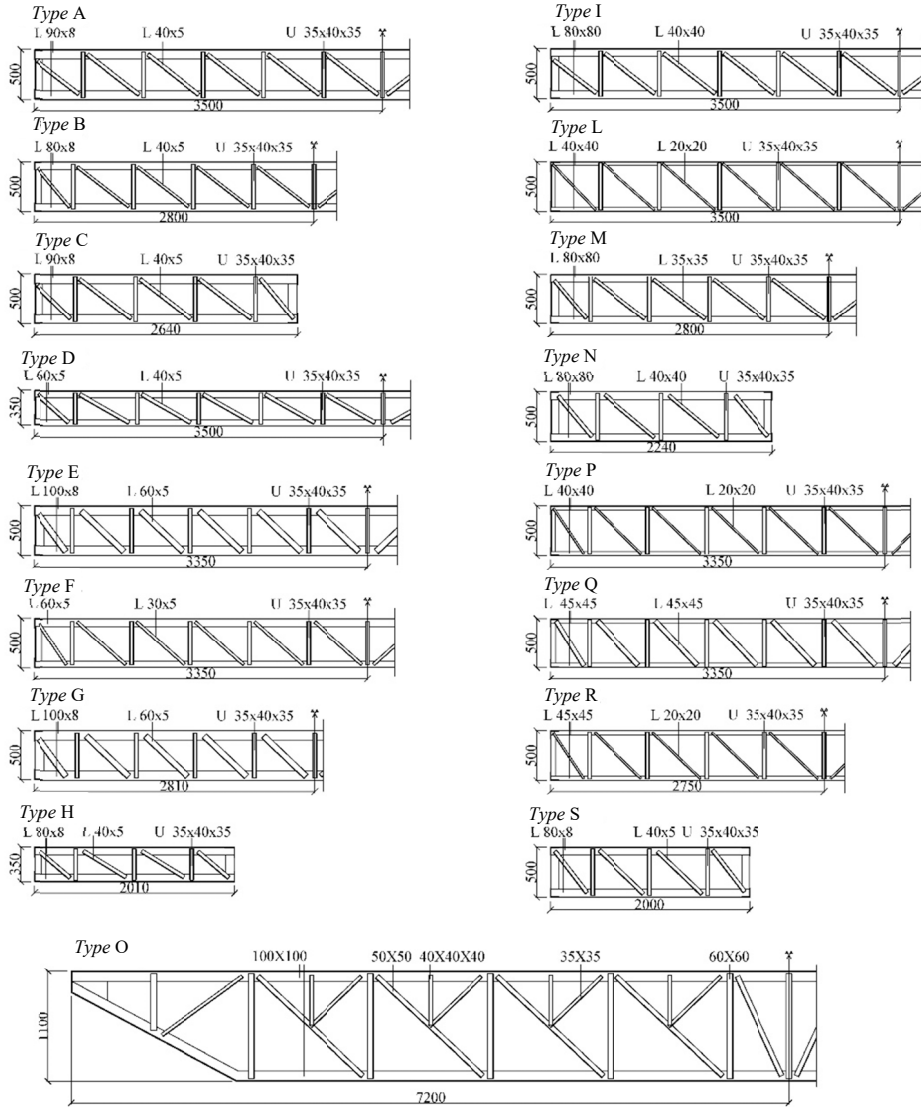 Type A
L 90x8 L 40x5 U 35x40x35
500
3500
Type B
L 80x8 L 40x5 U 35x40x35
500
2800
Type C
L 90x8 L 40x5 U 35x40x35
500
2640
Type D
L 60x5 L 40x5 U 35x40x35
350
3500
Type E
L 100x8 L 60x5 U 35x40x35
500
3350
Type F
L 60x5 L 30x5 U 35x40x35
500
3350
Type G
L 100x8 L 60x5 U 35x40x35
500
2810
Type H
L 80x8 L 40x5 U 35x40x35
350
2010
Type I
L 80x80 L 40x40 U 35x40x35
500
3500
Type L
L 40x40 L 20x20 U 35x40x35
500
3500
Type M
L 80x80 L 35x35 U 35x40x35
500
2800
Type N
L 80x80 L 40x40 U 35x40x35
500
2240
Type P
L 40x40 L 20x20 U 35x40x35
500
3350
Type Q
L 45x45 L 45x45 U 35x40x35
500
3350
Type R
L 45x45 L 20x20 U 35x40x35
500
2750
Type S
L 80x8 L 40x5 U 35x40x35
500
2000
Type O
100X100 50X50 40X40X40 35X35 60X60
1100
7200